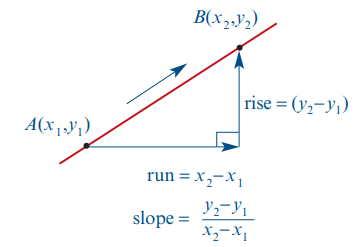 B(x₂,y₂)
rise = (y₂−y₁)
A(x₁,y₁)
run = x₂−x₁
slope = y₂−y₁ / x₂−x₁